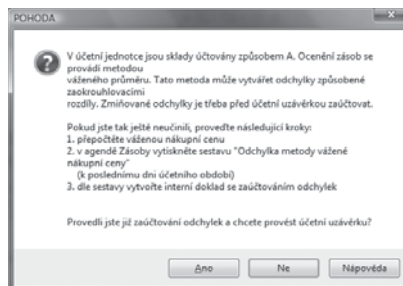 POHODA
V účetní jednotce jsou sklady účtovány způsobem A. Ocenění zásob se
provádí metodou
váženého průměru. Tato metoda může vytvářet odchylky způsobené
zaokrouhlovacími
rozdíly. Zmiňované odchylky je třeba před účetní uzávěrkou zaúčtovat.
Pokud jste tak ještě neučinili, proveďte následující kroky:
1. přepočtěte váženou nákupní cenu
2. v agendě Zásoby vytiskněte sestavu "Odchylka metody vážené
nákupní ceny"
(k poslednímu dni účetního období)
3. dle sestavy vytvořte interní doklad se zaúčtováním odchylek
Provedli jste již zaúčtování odchylek a chcete provést účetní uzávěrku?
Ano Ne Nápověda